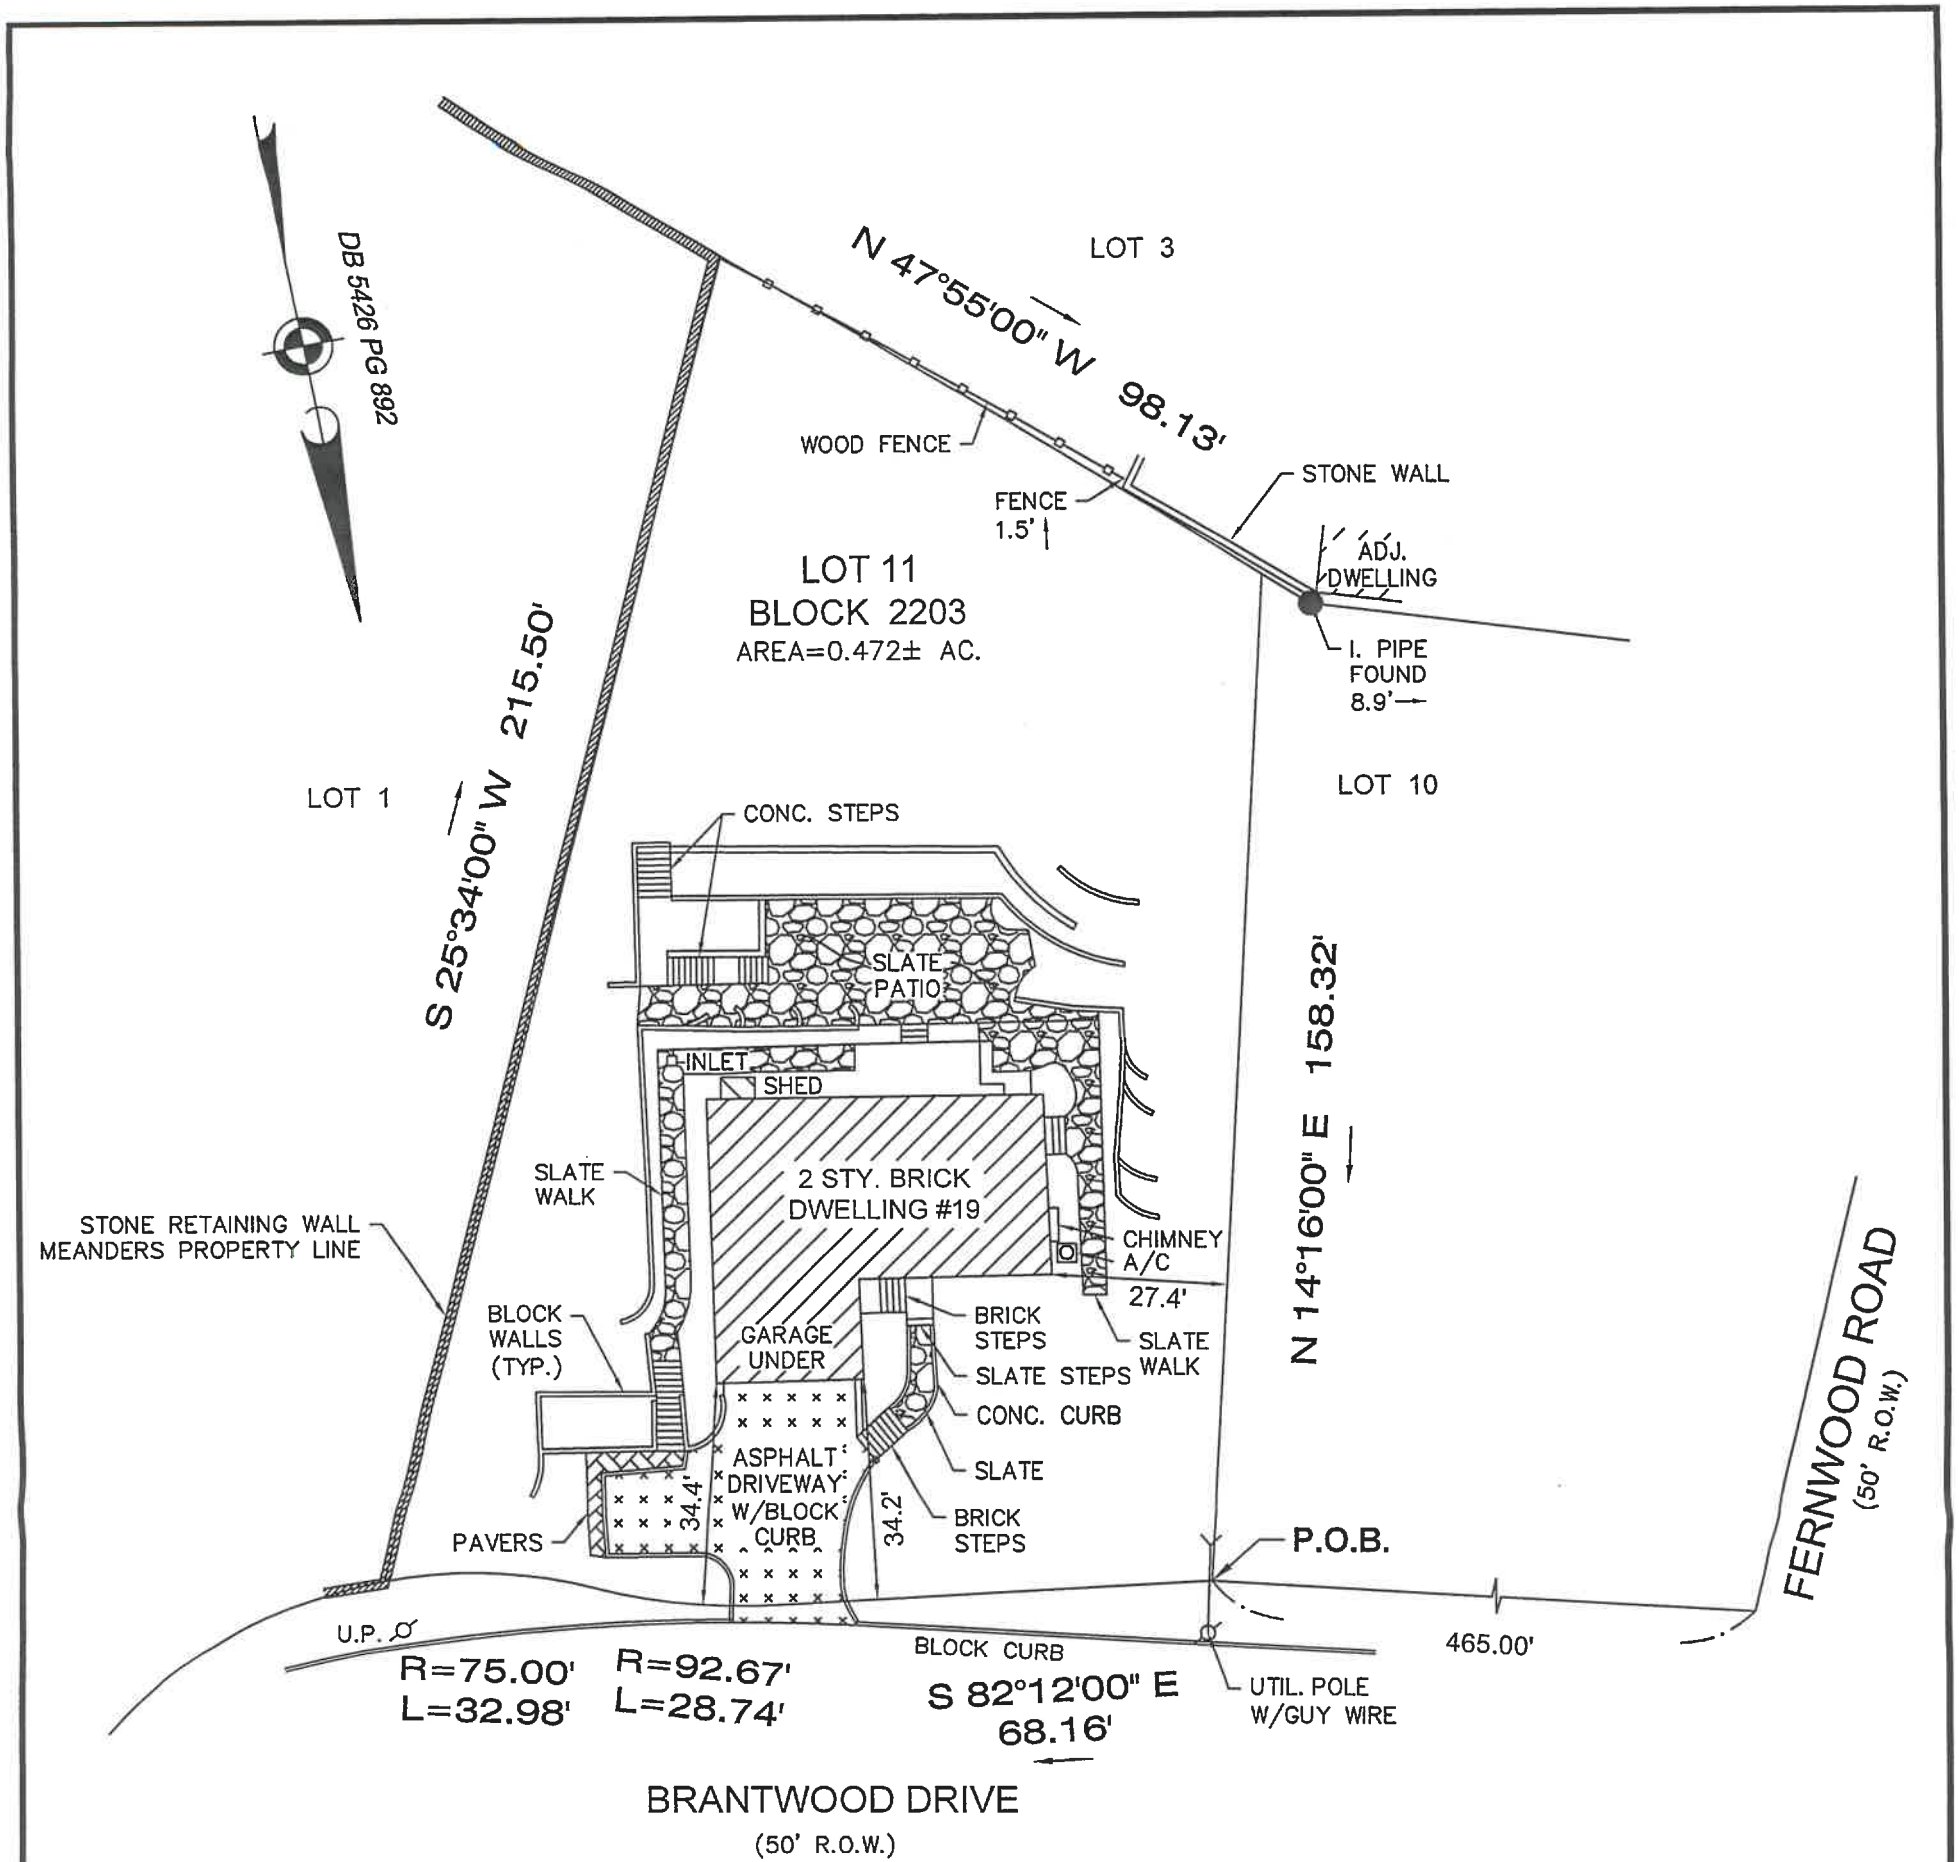 DB 5426 PG 892
LOT 3
N 47°55'00" W 98.13'
WOOD FENCE
FENCE
1.5'
STONE WALL
ADJ.
DWELLING
I. PIPE
FOUND
8.9'
LOT 11
BLOCK 2203
AREA=0.472± AC.
LOT 1
S 25°34'00" W 215.50'
LOT 10
CONC. STEPS
SLATE
PATIO
INLET
SHED
N 14°16'00" E 158.32'
SLATE
WALK
2 STY. BRICK
DWELLING #19
STONE RETAINING WALL
MEANDERS PROPERTY LINE
CHIMNEY
A/C
27.4'
BLOCK
WALLS
(TYP.)
GARAGE
UNDER
BRICK
STEPS
SLATE
WALK
SLATE STEPS
CONC. CURB
ASPHALT
DRIVEWAY
W/BLOCK
CURB
SLATE
34.4'
34.2'
PAVERS
BRICK
STEPS
P.O.B.
FERNWOOD ROAD
(50' R.O.W.)
U.P.
BLOCK CURB
465.00'
R=75.00'
L=32.98'
R=92.67'
L=28.74'
S 82°12'00" E
68.16'
UTIL. POLE
W/GUY WIRE
BRANTWOOD DRIVE
(50' R.O.W.)